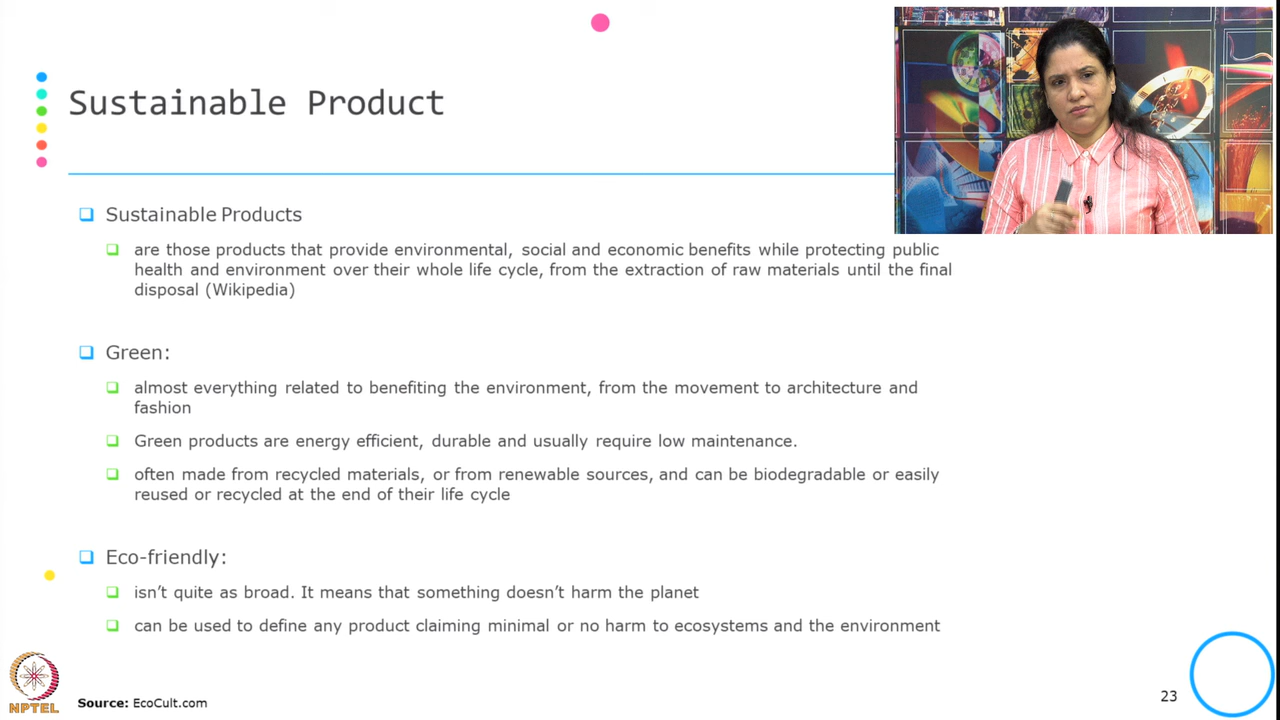 Sustainable Product
Sustainable Products
are those products that provide environmental, social and economic benefits while protecting public
health and environment over their whole life cycle, from the extraction of raw materials until the final
disposal (Wikipedia)
Green:
almost everything related to benefiting the environment, from the movement to architecture and
fashion
Green products are energy efficient, durable and usually require low maintenance.
often made from recycled materials, or from renewable sources, and can be biodegradable or easily
reused or recycled at the end of their life cycle
Eco-friendly:
isn’t quite as broad. It means that something doesn’t harm the planet
can be used to define any product claiming minimal or no harm to ecosystems and the environment
NPTEL
Source: EcoCult.com
23